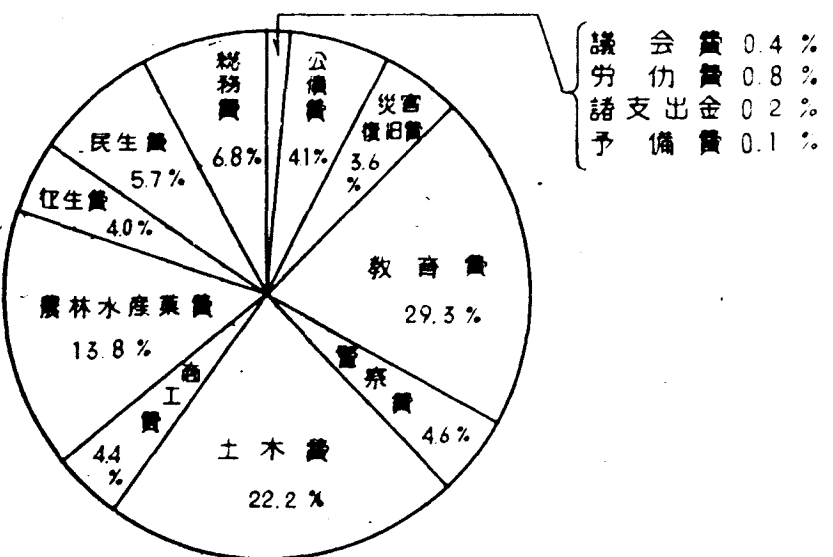 議会費 0.4 %
労働費 0.8 %
諸支出金 0.2 %
予備費 0.1 %
総務費
6.8%
公債費
4.1%
災害
復旧費
3.6
%
教育費
29.3 %
警察費
4.6 %
土木費
22.2 %
商工費
4.4
%
農林水産業費
13.8 %
衛生費
4.0%
民生費
5.7 %